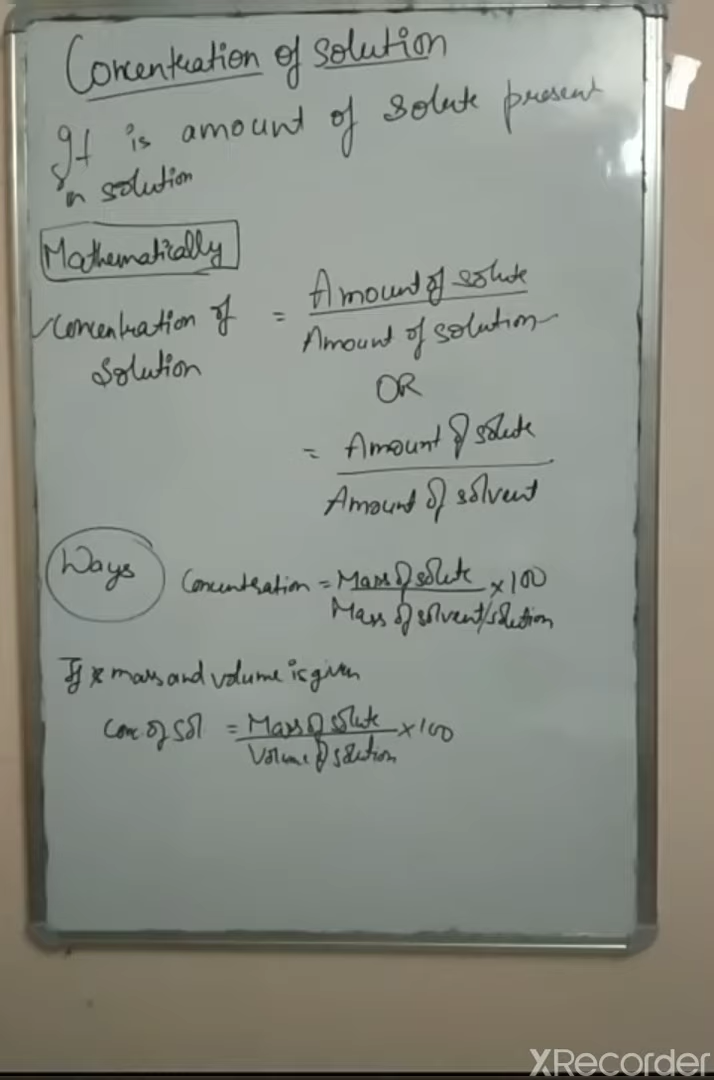 Concentration of solution
It is amount of solute present
in solution
Mathematically
Concentration of
solution
= Amount of solute
Amount of solution
OR
= Amount of solute
Amount of solvent
Ways
Concentration = Mass of solute × 100
Mass of solvent/solution
If mass and volume is given
Conc of sol = Mass of solute × 100
Volume of solution
XRecorder